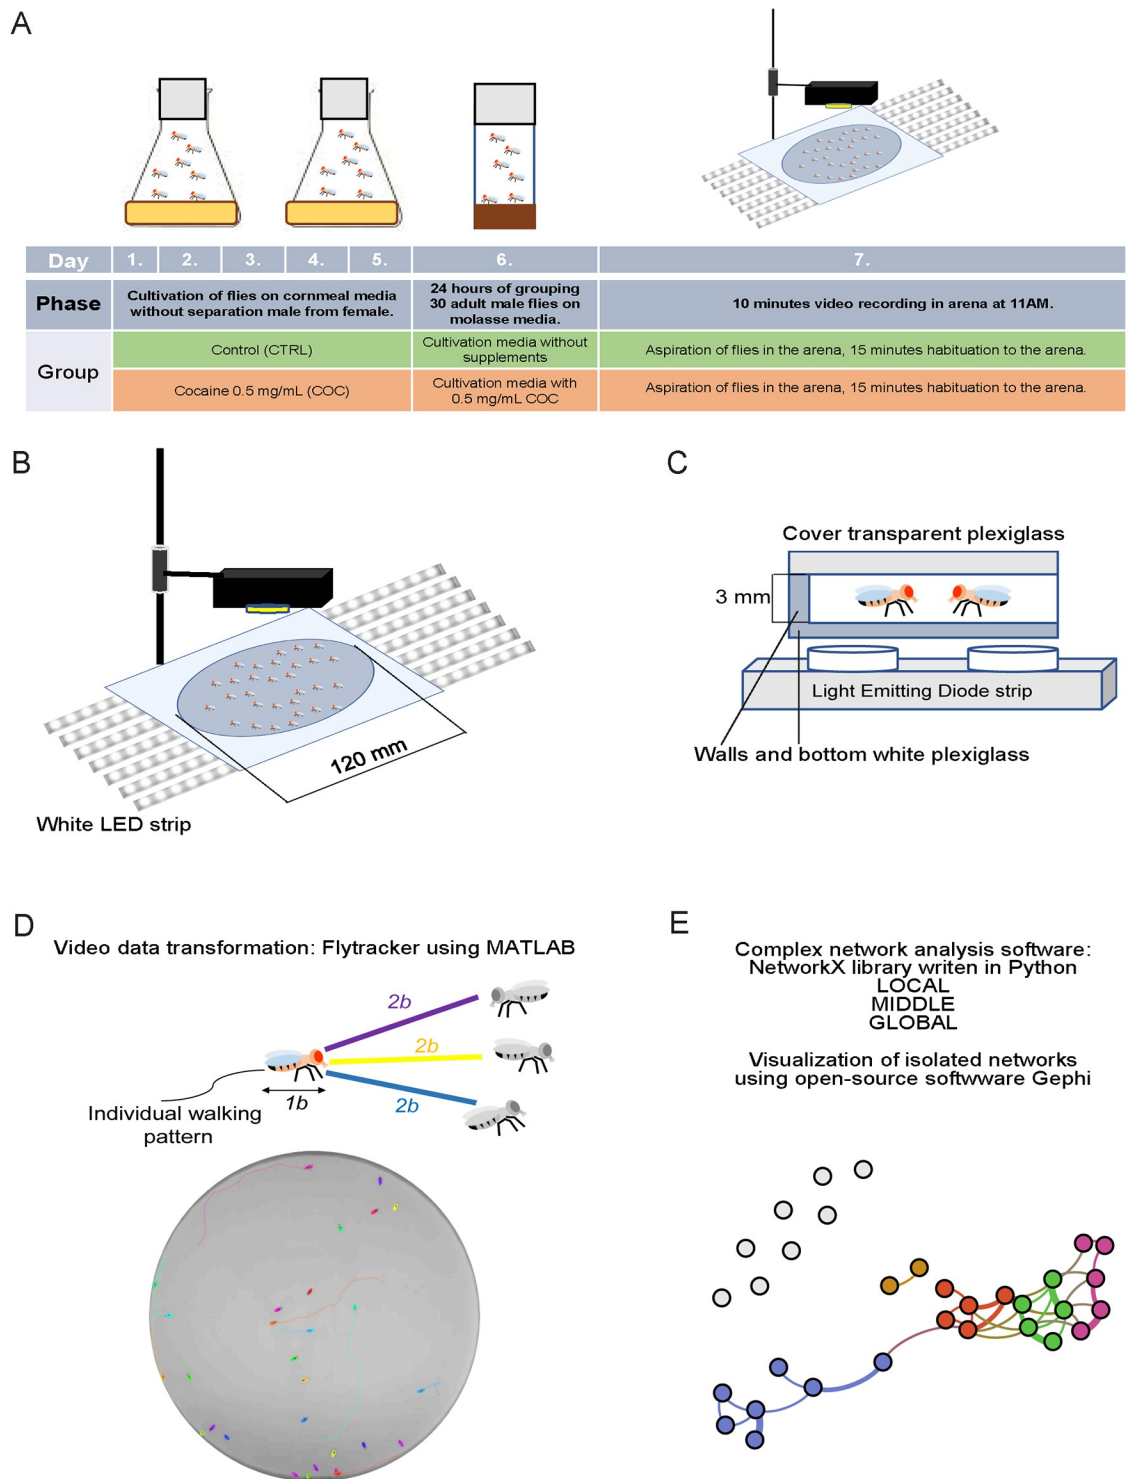 A
Day 1. 2. 3. 4. 5. 6. 7.
Phase
Cultivation of flies on cornmeal media
without separation male from female.
24 hours of grouping
30 adult male flies on
molasse media.
10 minutes video recording in arena at 11AM.
Group
Control (CTRL)
Cultivation media without
supplements
Aspiration of flies in the arena, 15 minutes habituation to the arena.
Cocaine 0.5 mg/mL (COC)
Cultivation media with
0.5 mg/mL COC
Aspiration of flies in the arena, 15 minutes habituation to the arena.
B
120 mm
White LED strip
C
Cover transparent plexiglass
3 mm
Light Emitting Diode strip
Walls and bottom white plexiglass
D
Video data transformation: Flytracker using MATLAB
2b
2b
2b
1b
Individual walking
pattern
E
Complex network analysis software:
NetworkX library writen in Python
LOCAL
MIDDLE
GLOBAL
Visualization of isolated networks
using open-source softwware Gephi